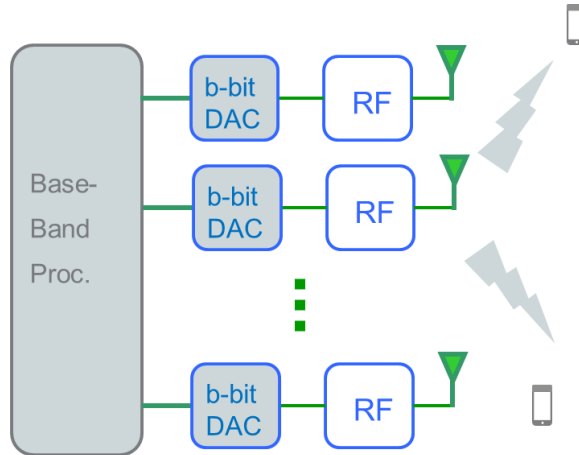 b-bit
DAC
RF
Base-
Band
Proc.
b-bit
DAC
RF
b-bit
DAC
RF